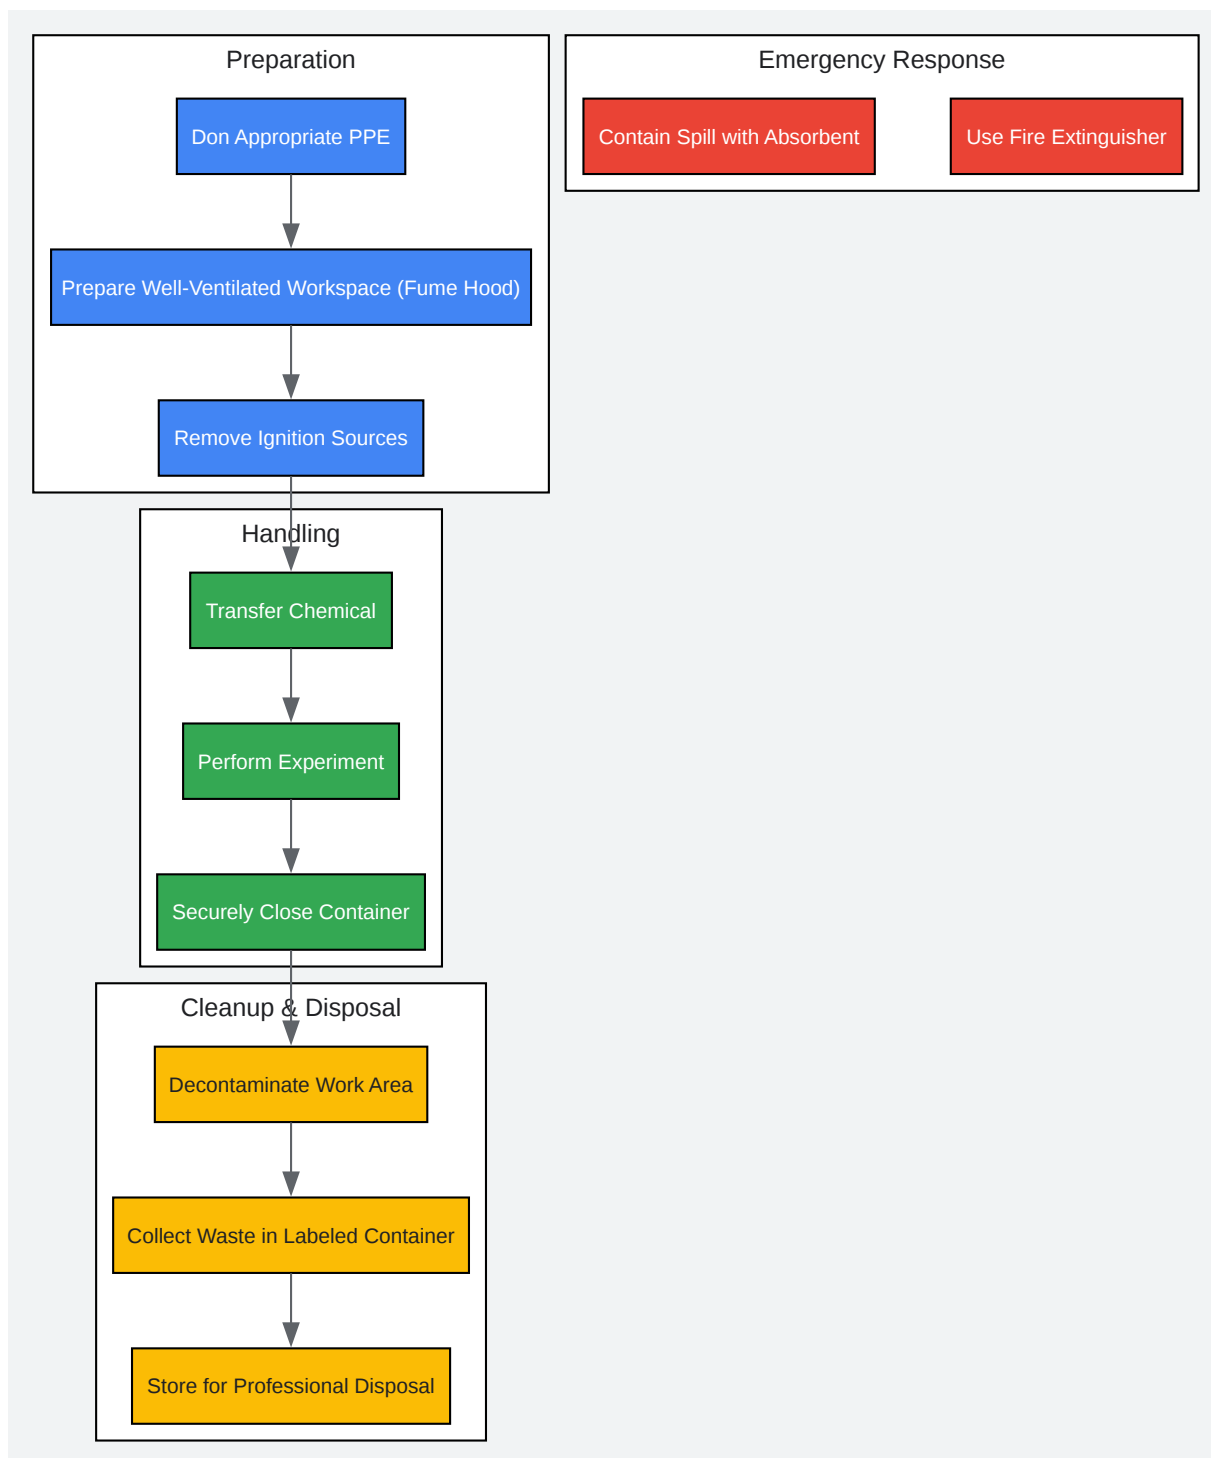 Preparation
Don Appropriate PPE
Prepare Well-Ventilated Workspace (Fume Hood)
Remove Ignition Sources
Handling
Transfer Chemical
Perform Experiment
Securely Close Container
Cleanup & Disposal
Decontaminate Work Area
Collect Waste in Labeled Container
Store for Professional Disposal
Emergency Response
Contain Spill with Absorbent
Use Fire Extinguisher